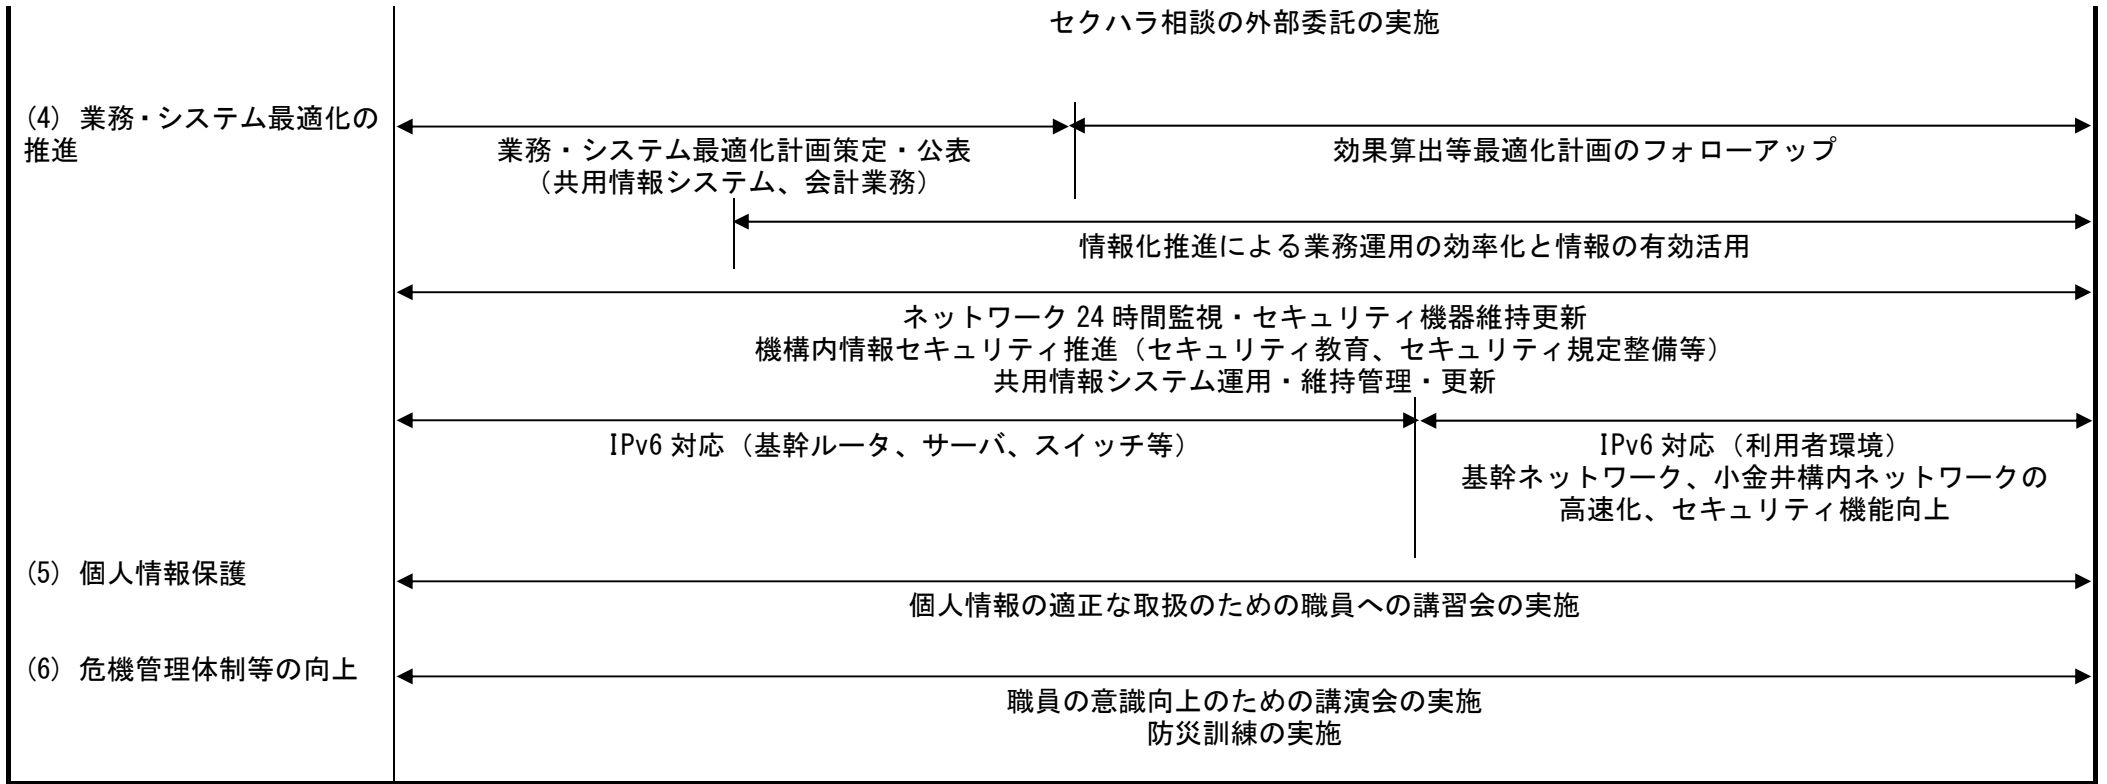 セクハラ相談の外部委託の実施
(4) 業務・システム最適化の
推進
業務・システム最適化計画策定・公表
（共用情報システム、会計業務）
効果算出等最適化計画のフォローアップ
情報化推進による業務運用の効率化と情報の有効活用
ネットワーク 24 時間監視・セキュリティ機器維持更新
機構内情報セキュリティ推進（セキュリティ教育、セキュリティ規定整備等）
共用情報システム運用・維持管理・更新
IPv6 対応（基幹ルータ、サーバ、スイッチ等）
IPv6 対応（利用者環境）
基幹ネットワーク、小金井構内ネットワークの
高速化、セキュリティ機能向上
(5) 個人情報保護
個人情報の適正な取扱のための職員への講習会の実施
(6) 危機管理体制等の向上
職員の意識向上のための講演会の実施
防災訓練の実施